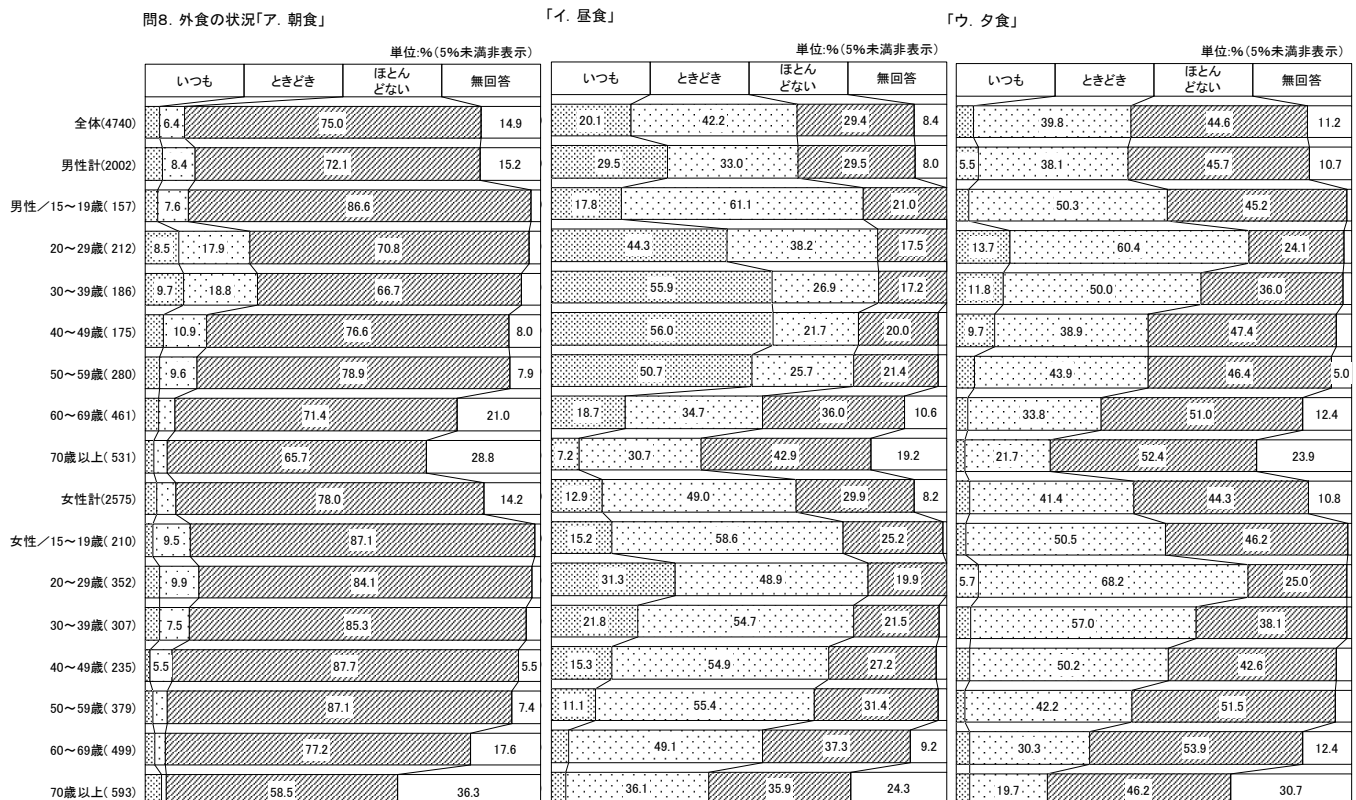 問8. 外食の状況「ア. 朝食」 「イ. 昼食」 「ウ. 夕食」
単位:%(5%未満非表示) 単位:%(5%未満非表示) 単位:%(5%未満非表示)
いつも ときどき ほとんどない 無回答 いつも ときどき ほとんどない 無回答 いつも ときどき ほとんどない 無回答
全体(4740) 6.4 75.0 14.9 20.1 42.2 29.4 8.4 39.8 44.6 11.2
男性計(2002) 8.4 72.1 15.2 29.5 33.0 29.5 8.0 5.5 38.1 45.7 10.7
男性/15~19歳( 157) 7.6 86.6 17.8 61.1 21.0 50.3 45.2
20~29歳( 212) 8.5 17.9 70.8 44.3 38.2 17.5 13.7 60.4 24.1
30~39歳( 186) 9.7 18.8 66.7 55.9 26.9 17.2 11.8 50.0 36.0
40~49歳( 175) 10.9 76.6 8.0 56.0 21.7 20.0 9.7 38.9 47.4
50~59歳( 280) 9.6 78.9 7.9 50.7 25.7 21.4 43.9 46.4 5.0
60~69歳( 461) 71.4 21.0 18.7 34.7 36.0 10.6 33.8 51.0 12.4
70歳以上( 531) 65.7 28.8 7.2 30.7 42.9 19.2 21.7 52.4 23.9
女性計(2575) 78.0 14.2 12.9 49.0 29.9 8.2 41.4 44.3 10.8
女性/15~19歳( 210) 9.5 87.1 15.2 58.6 25.2 50.5 46.2
20~29歳( 352) 9.9 84.1 31.3 48.9 19.9 5.7 68.2 25.0
30~39歳( 307) 7.5 85.3 21.8 54.7 21.5 57.0 38.1
40~49歳( 235) 5.5 87.7 5.5 15.3 54.9 27.2 50.2 42.6
50~59歳( 379) 87.1 7.4 11.1 55.4 31.4 42.2 51.5
60~69歳( 499) 77.2 17.6 49.1 37.3 9.2 30.3 53.9 12.4
70歳以上( 593) 58.5 36.3 36.1 35.9 24.3 19.7 46.2 30.7